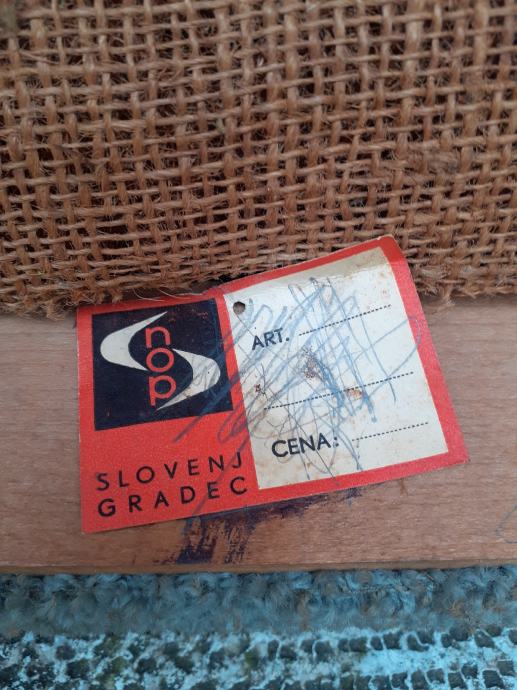 nop
SLOVENJ
GRADEC
ART.
CENA: